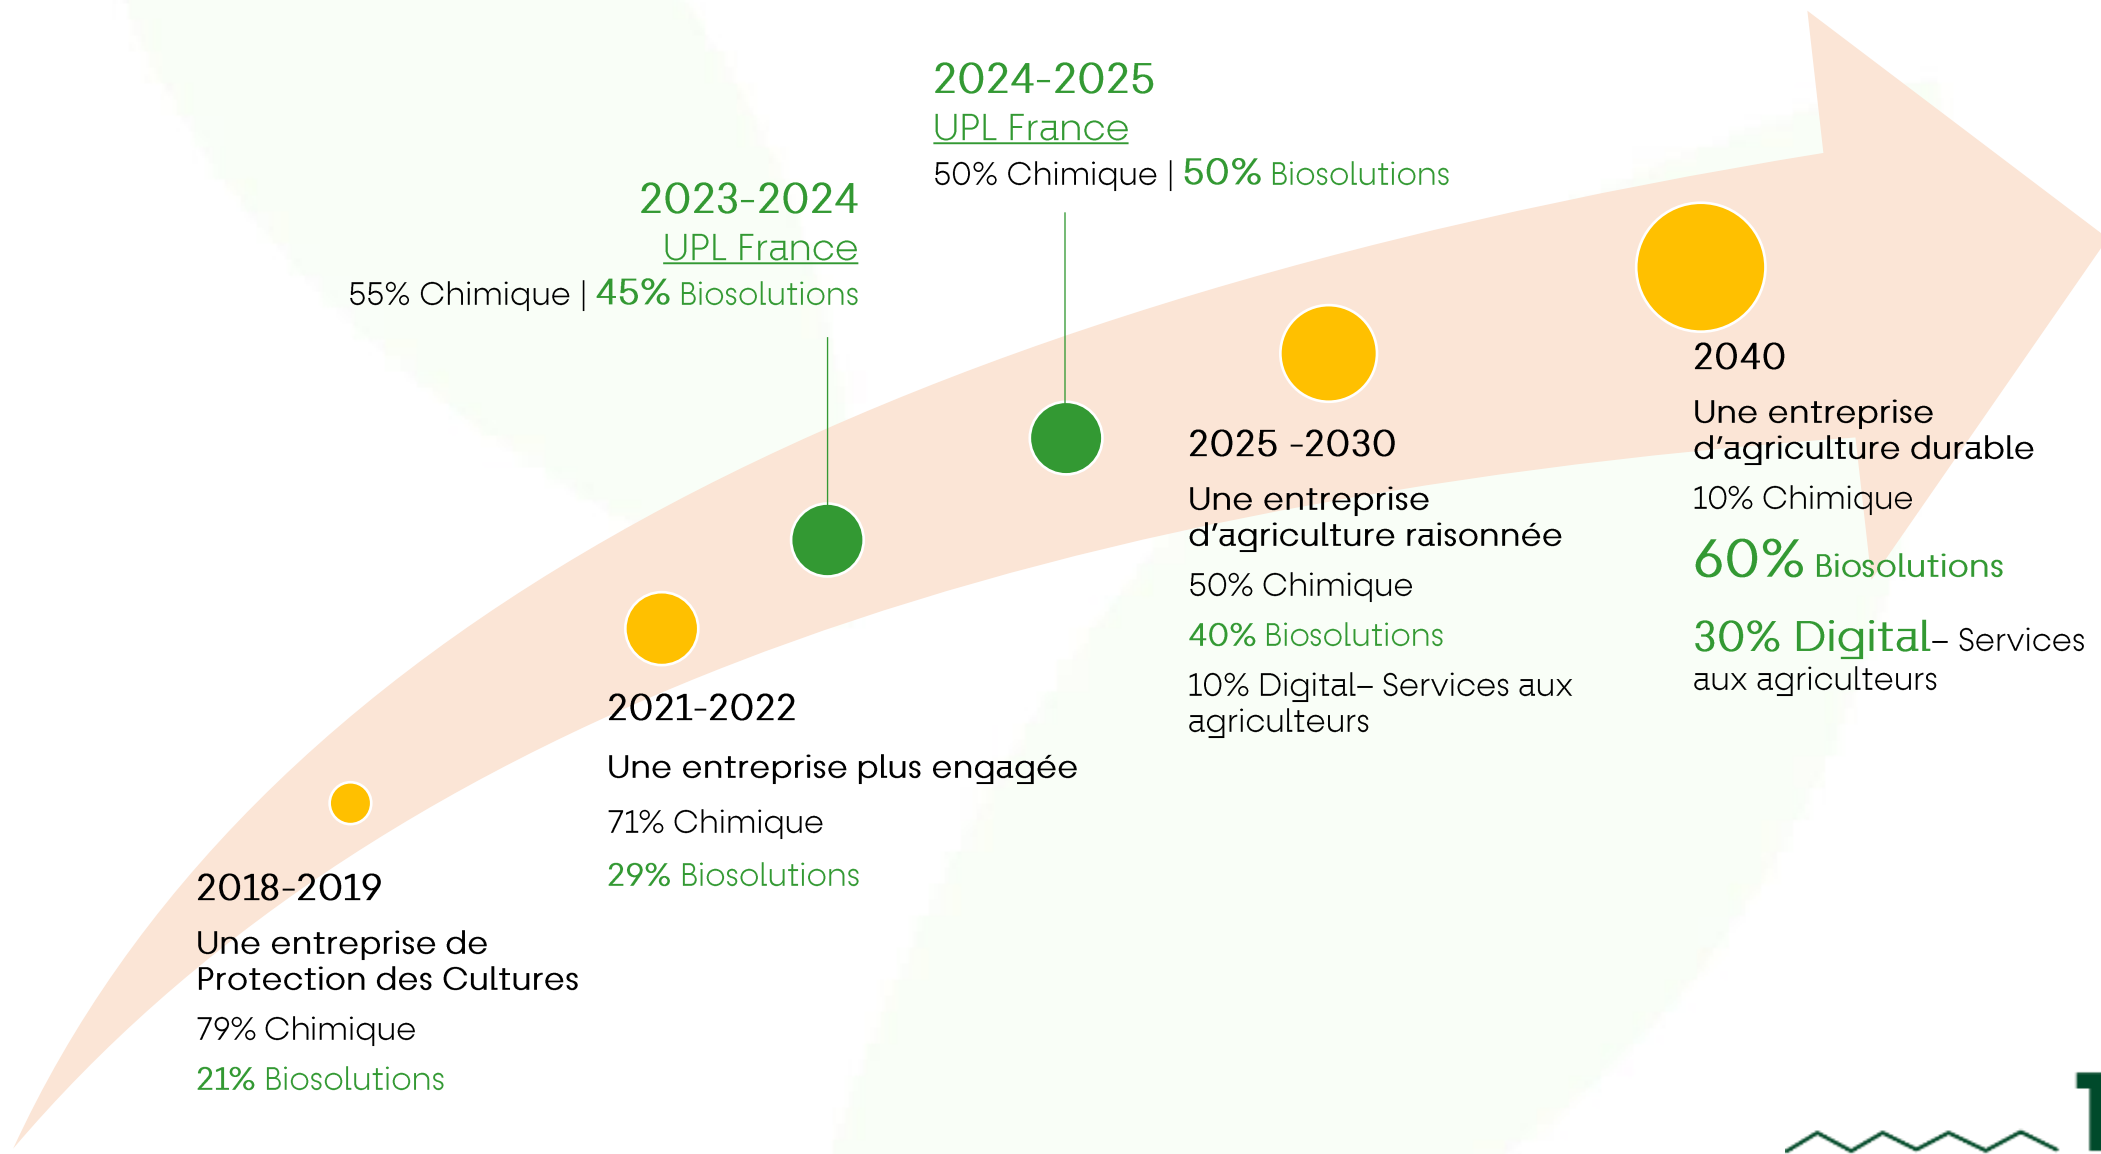 2018-2019
Une entreprise de
Protection des Cultures
79% Chimique
21% Biosolutions
2021-2022
Une entreprise plus engagée
71% Chimique
29% Biosolutions
2023-2024
UPL France
55% Chimique | 45% Biosolutions
2024-2025
UPL France
50% Chimique | 50% Biosolutions
2025 -2030
Une entreprise
d’agriculture raisonnée
50% Chimique
40% Biosolutions
10% Digital– Services aux
agriculteurs
2040
Une entreprise
d’agriculture durable
10% Chimique
60% Biosolutions
30% Digital– Services
aux agriculteurs